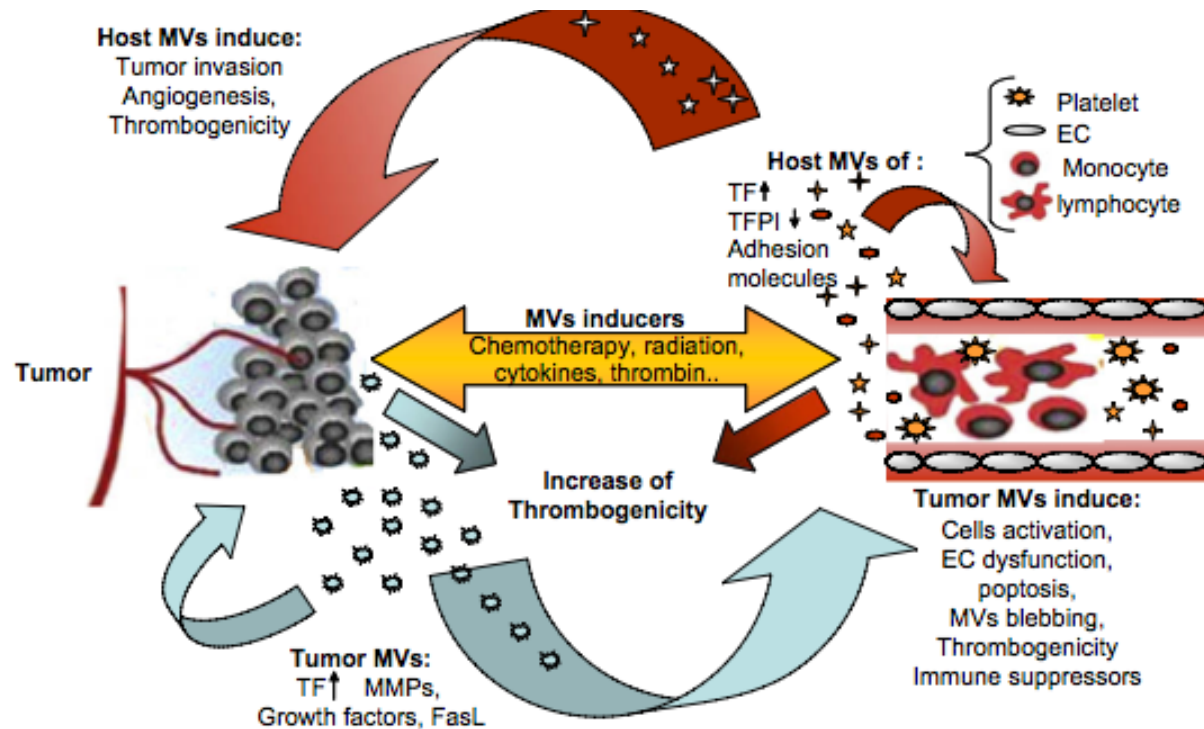 Host MVs induce:
Tumor invasion
Angiogenesis,
Thrombogenicity
Platelet
EC
Monocyte
lymphocyte
Host MVs of :
TF↑
TFPI ↓
Adhesion
molecules
MVs inducers
Chemotherapy, radiation,
cytokines, thrombin..
Tumor
Increase of
Thrombogenicity
Tumor MVs induce:
Cells activation,
EC dysfunction,
poptosis,
MVs blebbing,
Thrombogenicity
Immune suppressors
Tumor MVs:
TF↑ MMPs,
Growth factors, FasL